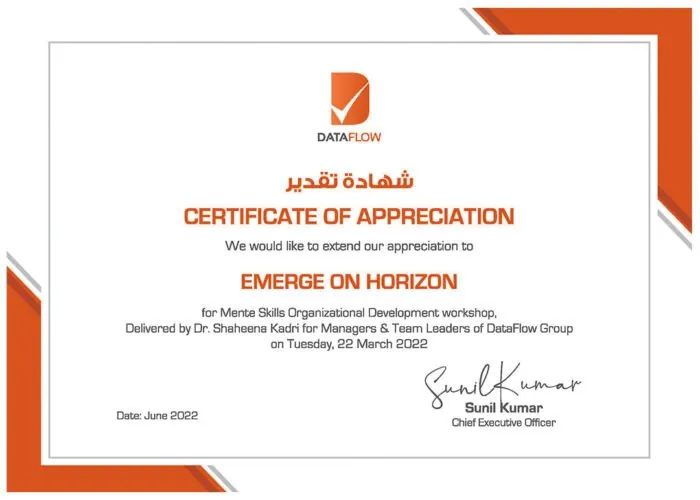 DATAFLOW
شهادة تقدير
CERTIFICATE OF APPRECIATION
We would like to extend our appreciation to
EMERGE ON HORIZON
for Mente Skills Organizational Development workshop,
Delivered by Dr. Shaheena Kadri for Managers & Team Leaders of DataFlow Group
on Tuesday, 22 March 2022
Sunil Kumar
Sunil Kumar
Chief Executive Officer
Date: June 2022